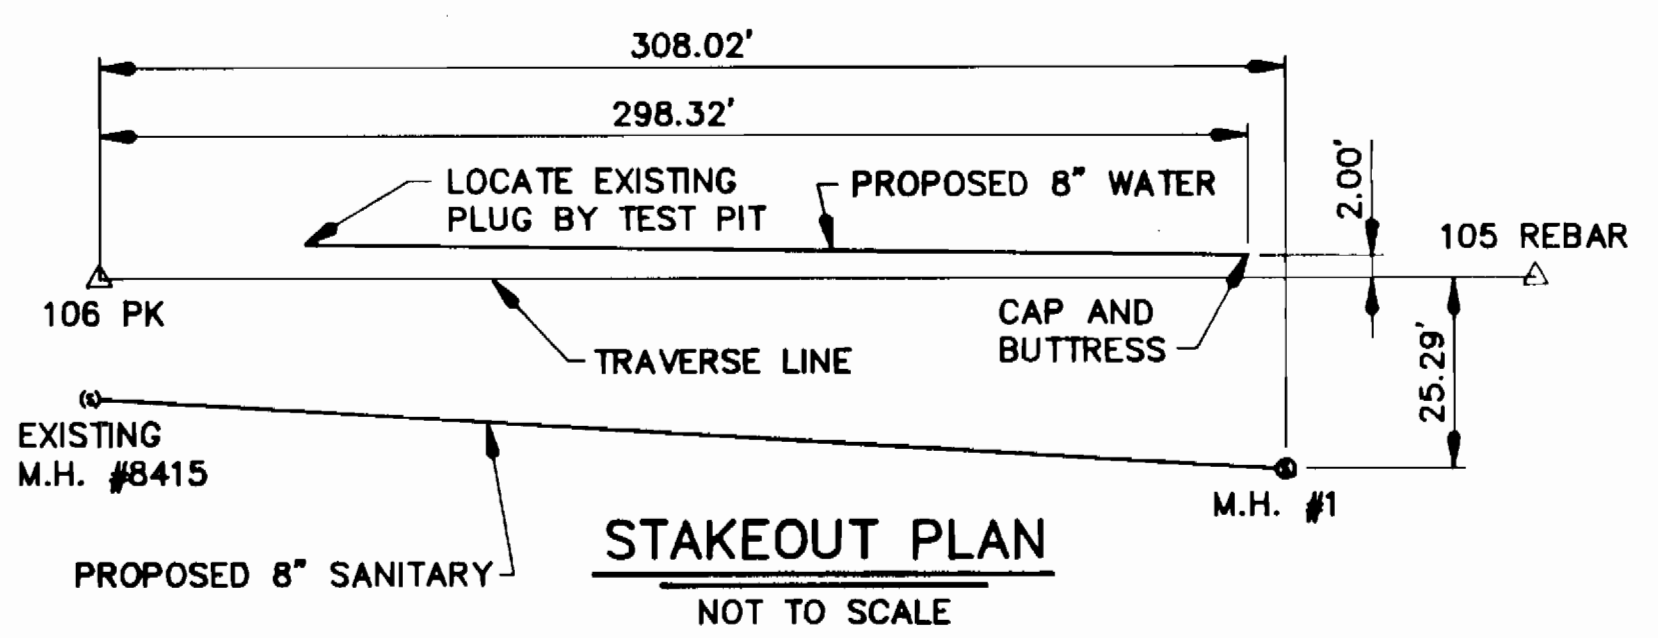 308.02'
298.32'
LOCATE EXISTING
PLUG BY TEST PIT
PROPOSED 8" WATER
2.00'
105 REBAR
106 PK
CAP AND
BUTTRESS
TRAVERSE LINE
25.29'
(S)
EXISTING
M.H. #8415
S
M.H. #1
PROPOSED 8" SANITARY
STAKEOUT PLAN
NOT TO SCALE